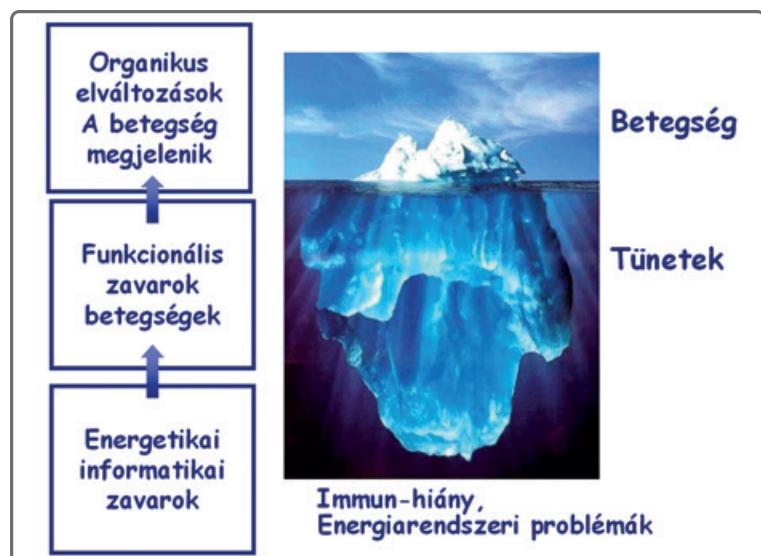 Organikus
elváltozások
A betegség
megjelenik
Funkcionális
zavarok
betegségek
Energetikai
informatikai
zavarok
Betegség
Tünetek
Immun-hiány,
Energiarendszeri problémák